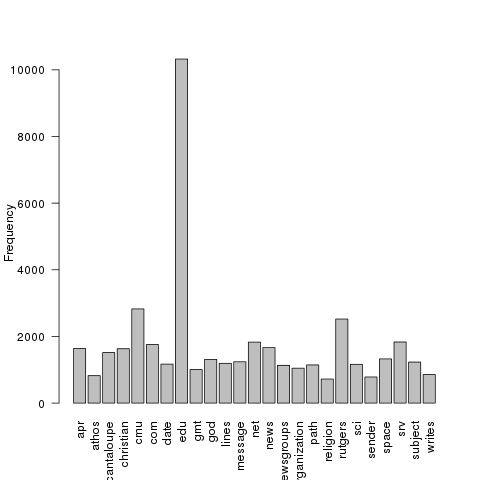 10000
8000
6000
4000
2000
0
Frequency
apr
athos
cantaloupe
christian
cmu
com
date
edu
gmt
god
lines
message
net
news
ewsgroups
rganization
path
religion
rutgers
sci
sender
space
srv
subject
writes